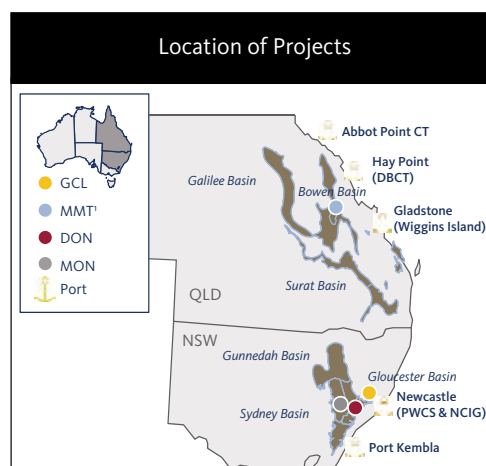 Location of Projects
GCL
MMT¹
DON
MON
Port
Abbot Point CT
Hay Point
(DBCT)
Galilee Basin
Bowen Basin
Gladstone
(Wiggins Island)
Surat Basin
QLD
NSW
Gunnedah Basin
Gloucester Basin
Newcastle
(PWCS & NCIG)
Sydney Basin
Port Kembla